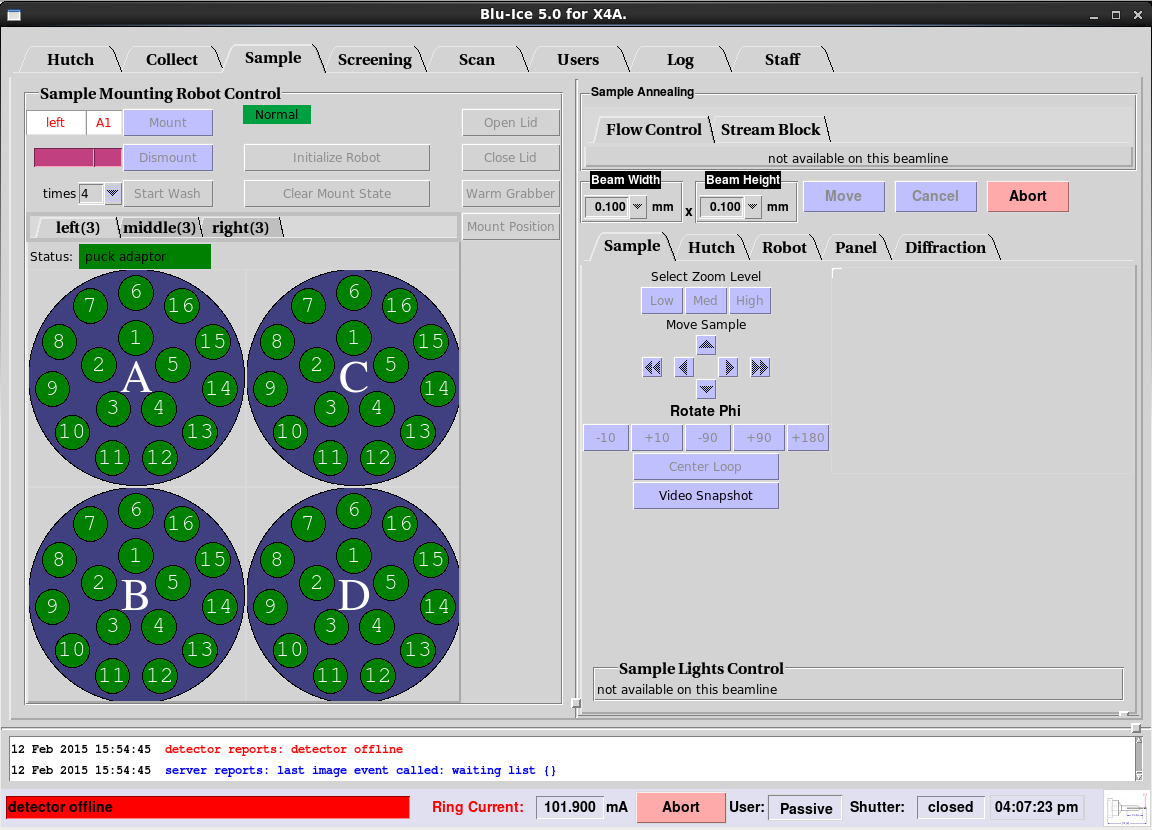 Blu-Ice 5.0 for X4A.
Hutch Collect Sample Screening Scan Users Log Staff
Sample Mounting Robot Control
left A1 Mount Normal Open Lid
Dismount Initialize Robot Close Lid
times 4 Start Wash Clear Mount State Warm Grabber
left(3) middle(3) right(3) Mount Position
Status: puck adaptor
6
7 16
1
8 15
2 5
A
9 14
3 4
10 13
11 12
6
7 16
1
8 15
2 5
C
9 14
3 4
10 13
11 12
6
7 16
1
8 15
2 5
B
9 14
3 4
10 13
11 12
6
7 16
1
8 15
2 5
D
9 14
3 4
10 13
11 12
Sample Annealing
Flow Control Stream Block
not available on this beamline
Beam Width Beam Height
0.100 mm x 0.100 mm Move Cancel Abort
Sample Hutch Robot Panel Diffraction
Select Zoom Level
Low Med High
Move Sample
Rotate Phi
-10 +10 -90 +90 +180
Center Loop
Video Snapshot
Sample Lights Control
not available on this beamline
12 Feb 2015 15:54:45 detector reports: detector offline
12 Feb 2015 15:54:45 server reports: last image event called: waiting list {}
detector offline Ring Current: 101.900 mA Abort User: Passive Shutter: closed 04:07:23 pm